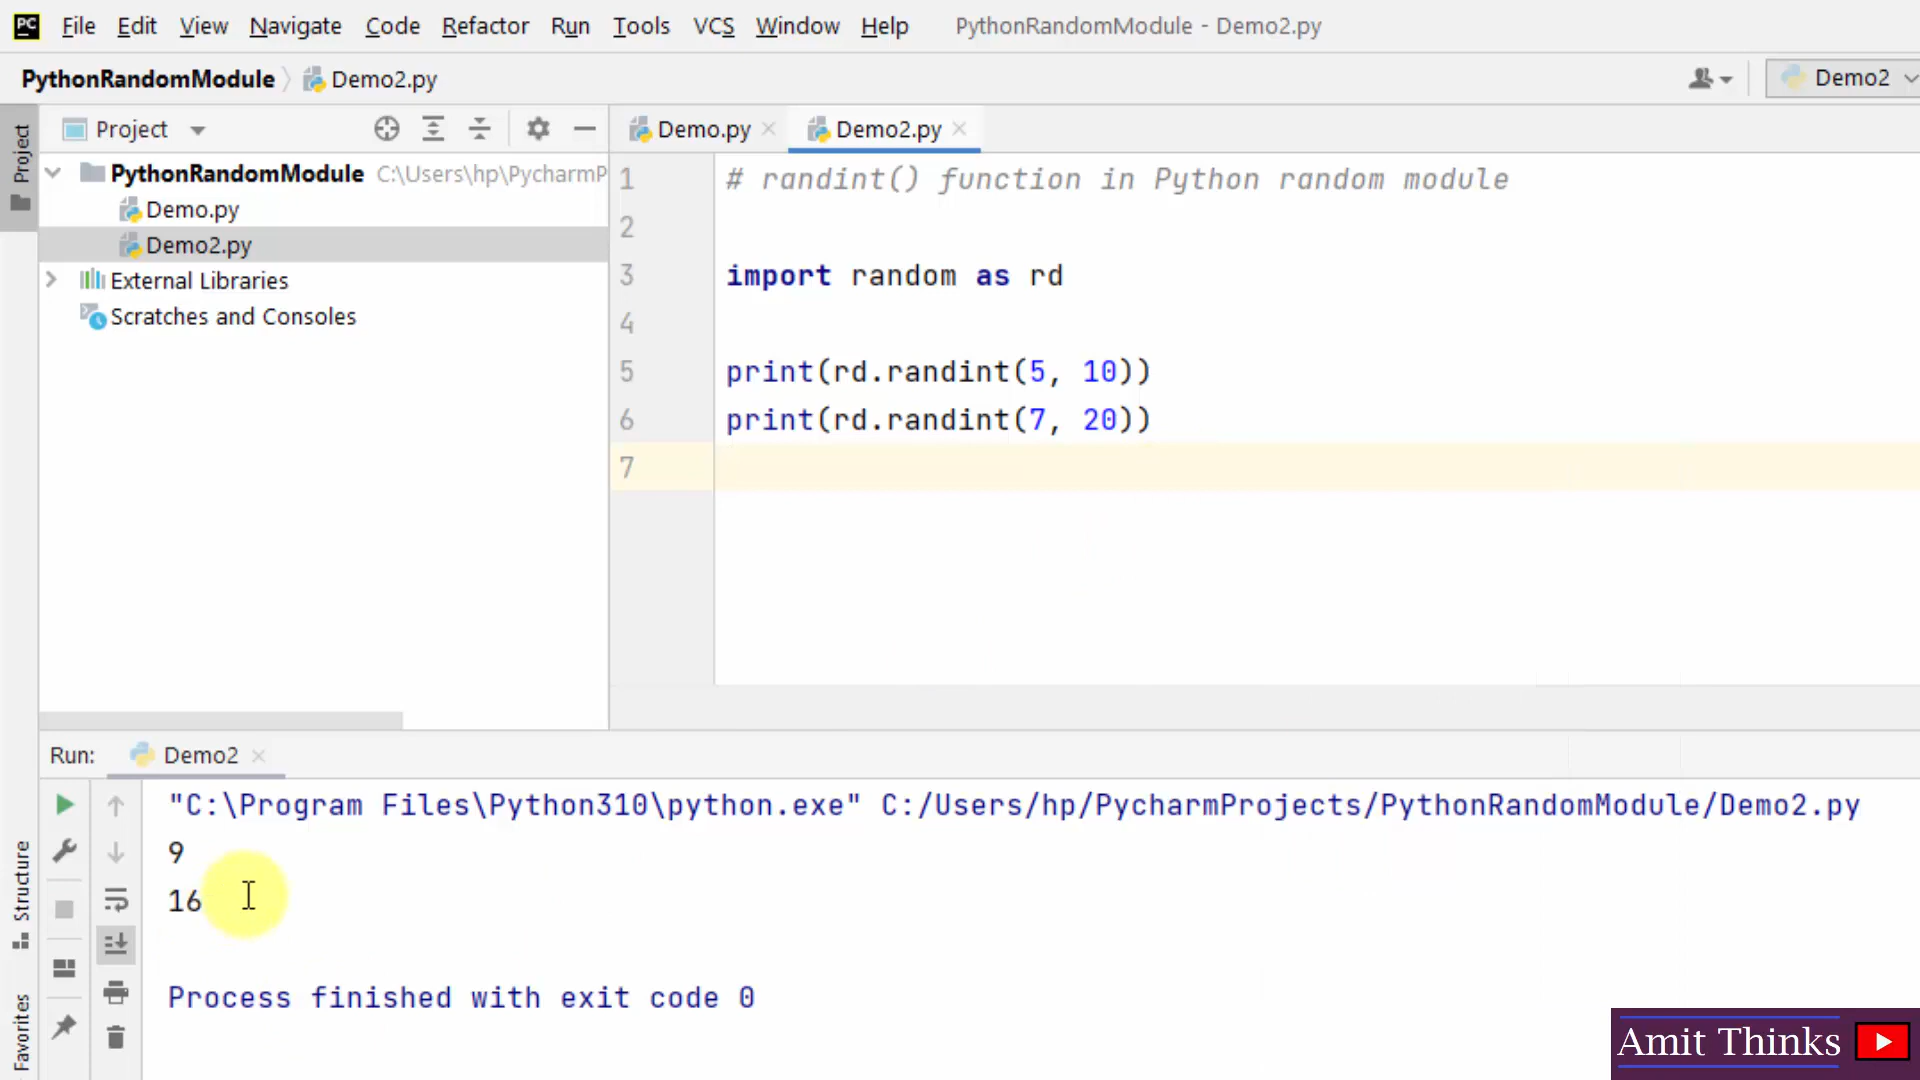 PC File Edit View Navigate Code Refactor Run Tools VCS Window Help PythonRandomModule - Demo2.py
PythonRandomModule Demo2.py Demo2
Project
Project
PythonRandomModule C:\Users\hp\PycharmP
Demo.py
Demo2.py
External Libraries
Scratches and Consoles
Demo.py Demo2.py
1 # randint() function in Python random module
2
3 import random as rd
4
5 print(rd.randint(5, 10))
6 print(rd.randint(7, 20))
7
Run: Demo2
"C:\Program Files\Python310\python.exe" C:/Users/hp/PycharmProjects/PythonRandomModule/Demo2.py
9
16
Process finished with exit code 0
Structure
Favorites
Amit Thinks